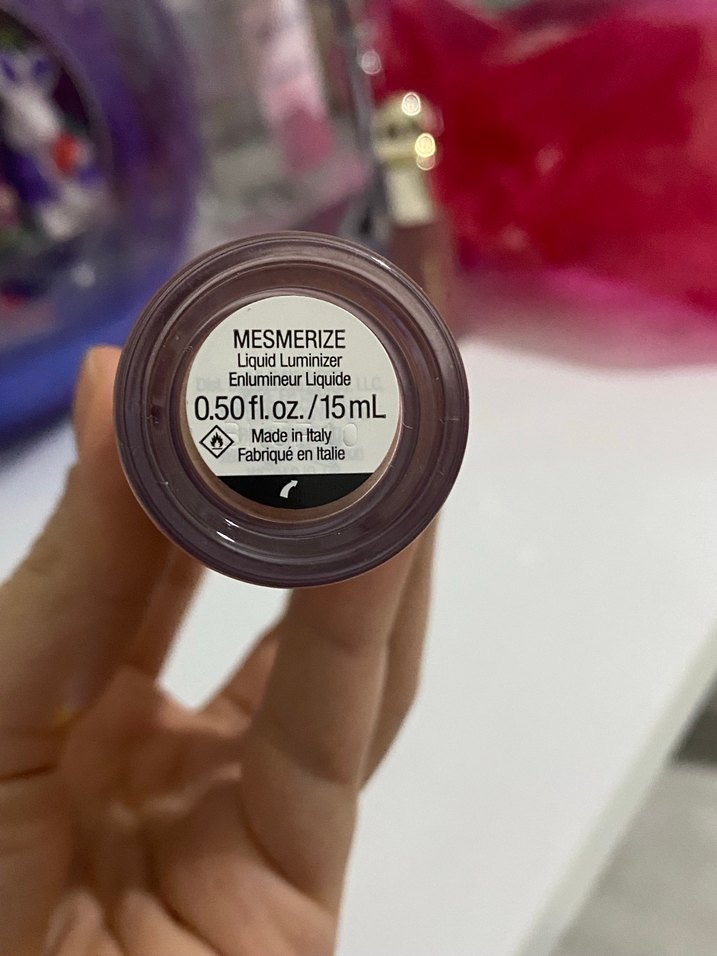 MESMERIZE
Liquid Luminizer
Enlumineur Liquide
0.50 fl. oz. / 15 mL
Made in Italy
Fabriqué en Italie